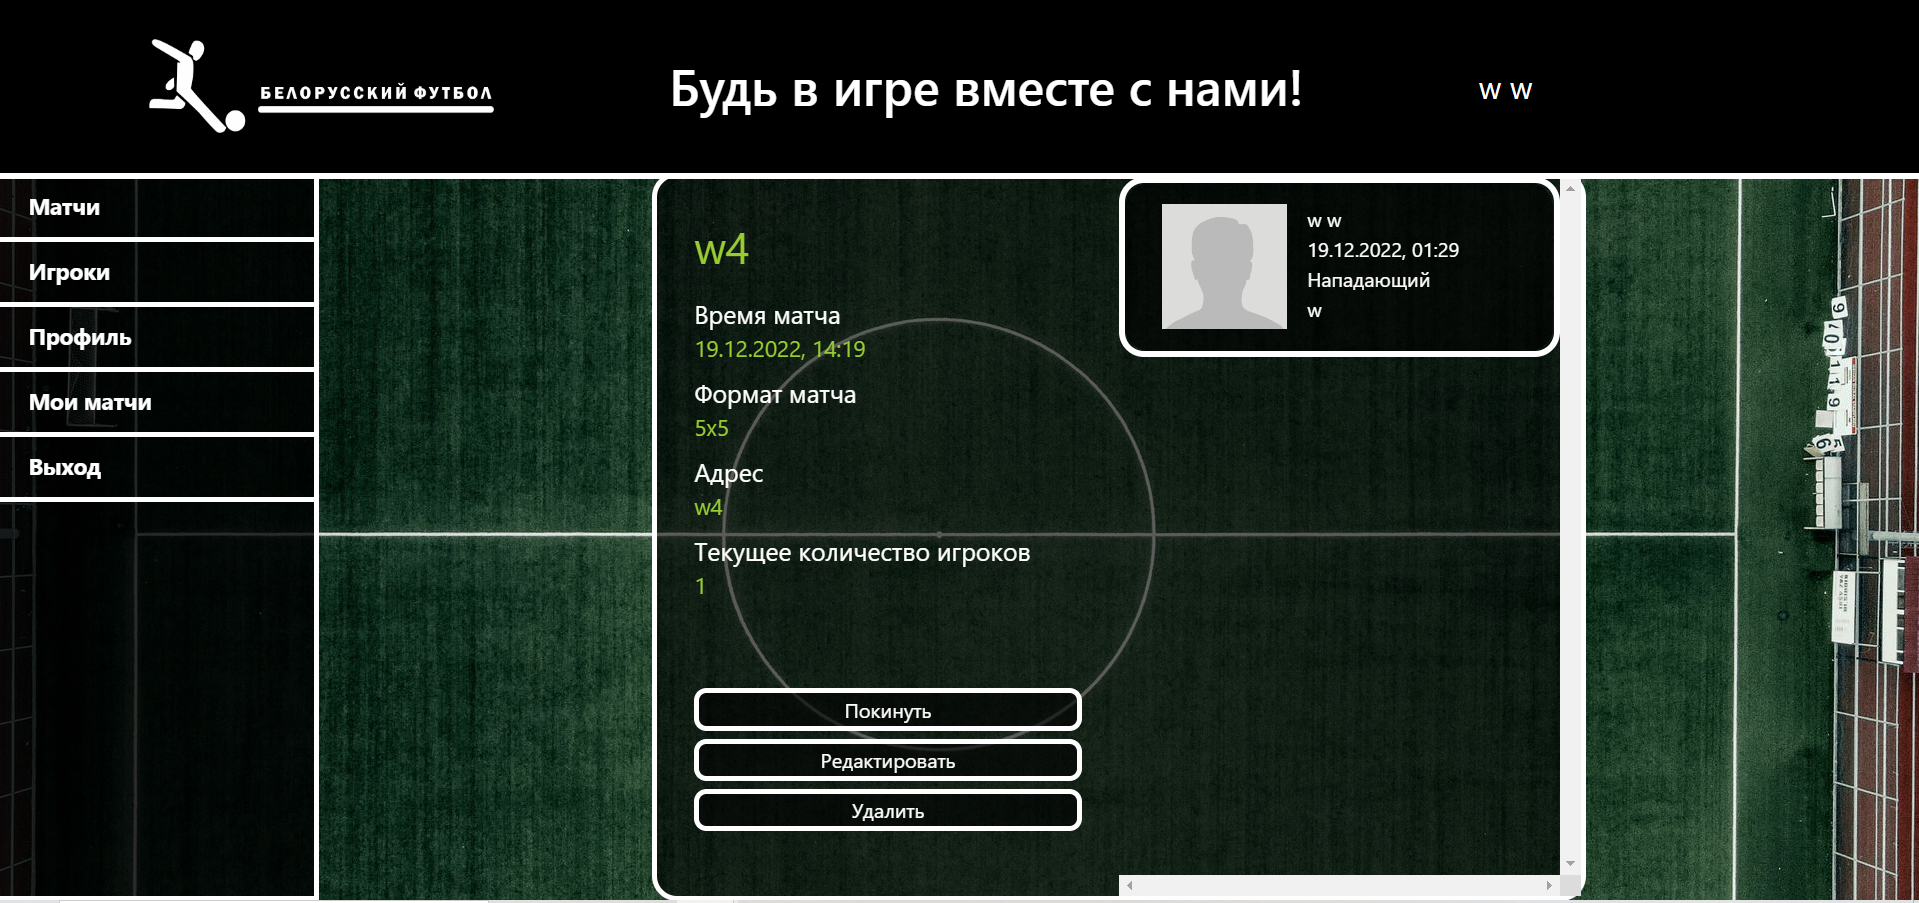 БЕЛОРУССКИЙ ФУТБОЛ
Будь в игре вместе с нами!
w w
Матчи
Игроки
Профиль
Мои матчи
Выход
w4
Время матча
19.12.2022, 14:19
Формат матча
5x5
Адрес
w4
Текущее количество игроков
1
Покинуть
Редактировать
Удалить
w w
19.12.2022, 01:29
Нападающий
w